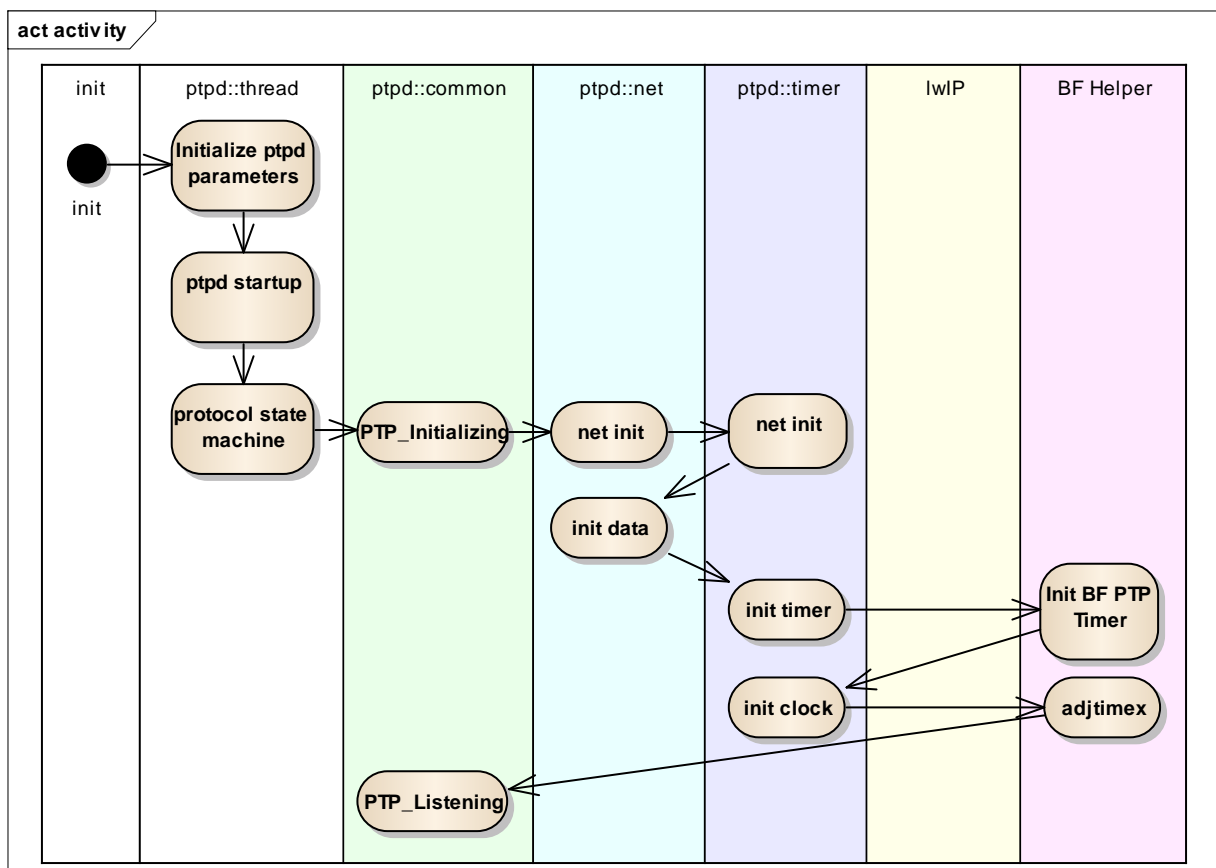 act activity
init
ptpd::thread
ptpd::common
ptpd::net
ptpd::timer
lwIP
BF Helper
Initialize ptpd
parameters
init
ptpd startup
protocol state
machine
PTP_Initializing
net init
net init
init data
init timer
Init BF PTP
Timer
init clock
adjtimex
PTP_Listening